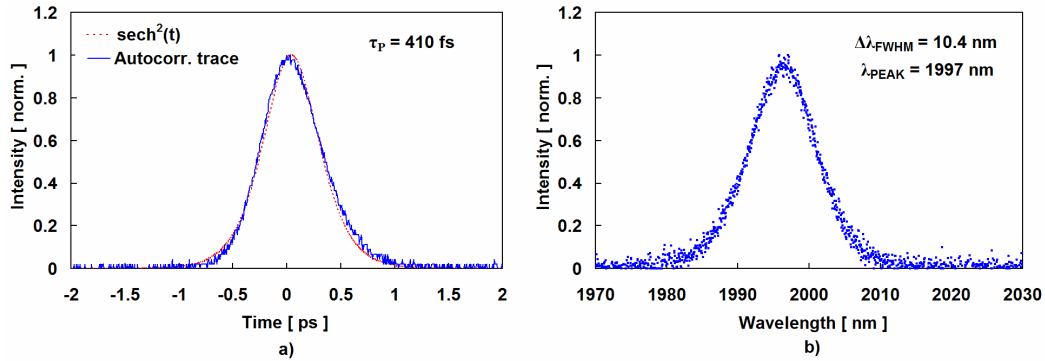 1.2
1
0.8
0.6
0.4
0.2
0
Intensity [ norm. ]
sech²(t)
Autocorr. trace
τP = 410 fs
-2 -1.5 -1 -0.5 0 0.5 1 1.5 2
Time [ ps ]
a)
1.2
1
0.8
0.6
0.4
0.2
0
Intensity [ norm. ]
ΔλFWHM = 10.4 nm
λPEAK = 1997 nm
1970 1980 1990 2000 2010 2020 2030
Wavelength [ nm ]
b)